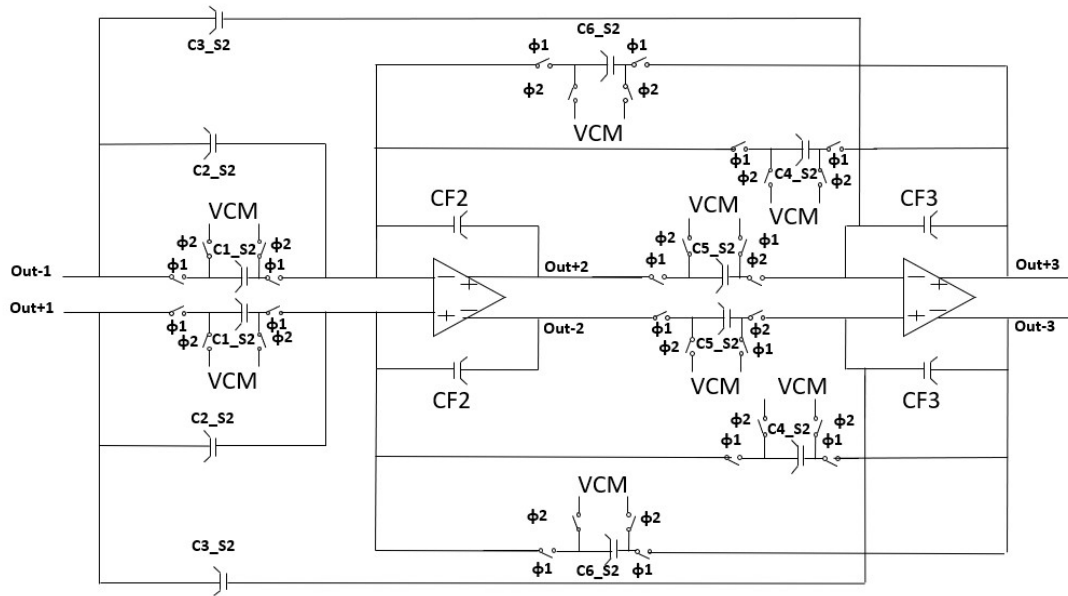 C3_S2
C6_S2
ϕ1
ϕ1
ϕ2
ϕ2
VCM
C2_S2
ϕ1
ϕ1
ϕ2
C4_S2
ϕ2
VCM
CF2
CF3
VCM
VCM
ϕ2
C1_S2
ϕ2
ϕ2
C5_S2
ϕ1
Out-1
ϕ1
ϕ1
Out+2
ϕ1
ϕ2
Out+3
Out+1
ϕ1
ϕ1
Out-2
ϕ1
ϕ2
Out-3
ϕ2
C1_S2
ϕ2
ϕ2
C5_S2
ϕ1
VCM
VCM
CF2
VCM
CF3
C2_S2
ϕ2
C4_S2
ϕ2
ϕ1
ϕ1
VCM
ϕ2
ϕ2
C3_S2
ϕ1
C6_S2
ϕ1